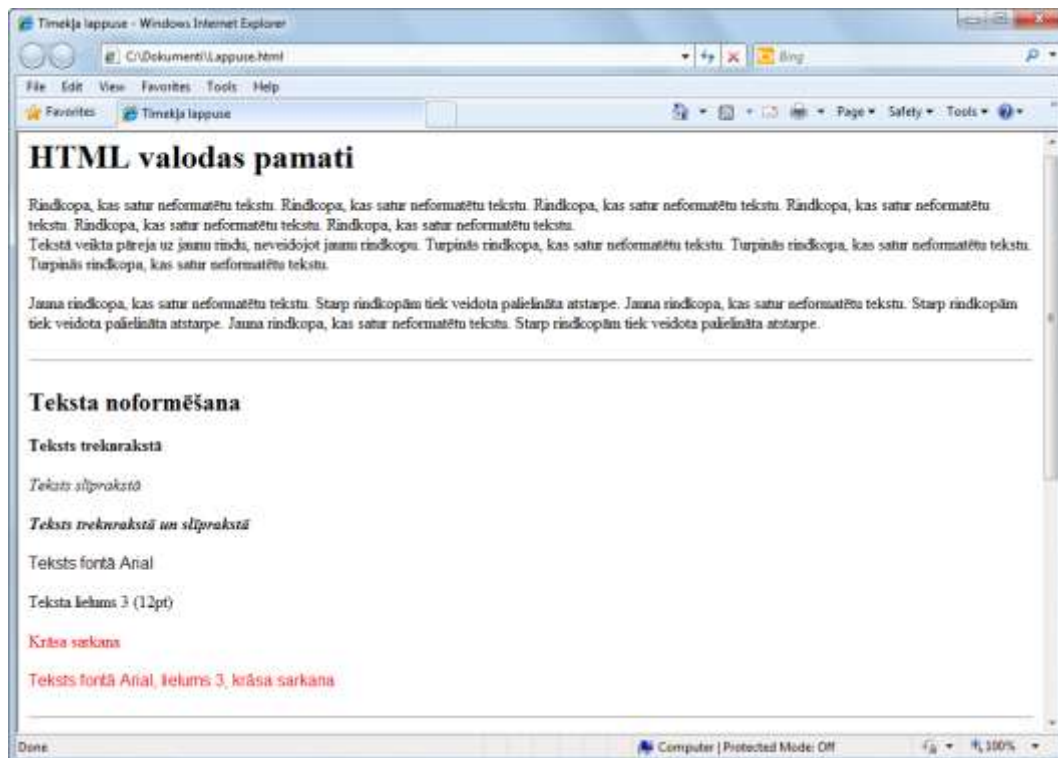 Tīmekļa lappuse - Windows Internet Explorer
C:\Dokumenti\Lappuse.html
Bing
File Edit View Favorites Tools Help
Favorites Tīmekļa lappuse Page Safety Tools
HTML valodas pamati
Rindkopa, kas satur neformatētu tekstu. Rindkopa, kas satur neformatētu tekstu. Rindkopa, kas satur neformatētu tekstu. Rindkopa, kas satur neformatētu
tekstu. Rindkopa, kas satur neformatētu tekstu. Rindkopa, kas satur neformatētu tekstu.
Tekstā veikta pāreja uz jaunu rindu, neveidojot jaunu rindkopu. Turpinās rindkopa, kas satur neformatētu tekstu. Turpinās rindkopa, kas satur neformatētu tekstu.
Turpinās rindkopa, kas satur neformatētu tekstu.
Jauna rindkopa, kas satur neformatētu tekstu. Starp rindkopām tiek veidota palielināta atstarpe. Jauna rindkopa, kas satur neformatētu tekstu. Starp rindkopām
tiek veidota palielināta atstarpe. Jauna rindkopa, kas satur neformatētu tekstu. Starp rindkopām tiek veidota palielināta atstarpe.
Teksta noformēšana
Teksts treknrakstā
Teksts slīprakstā
Teksts treknrakstā un slīprakstā
Teksts fontā Arial
Teksta lielums 3 (12pt)
Krāsa sarkana
Teksts fontā Arial, lielums 3, krāsa sarkana
Done Computer | Protected Mode: Off 100%